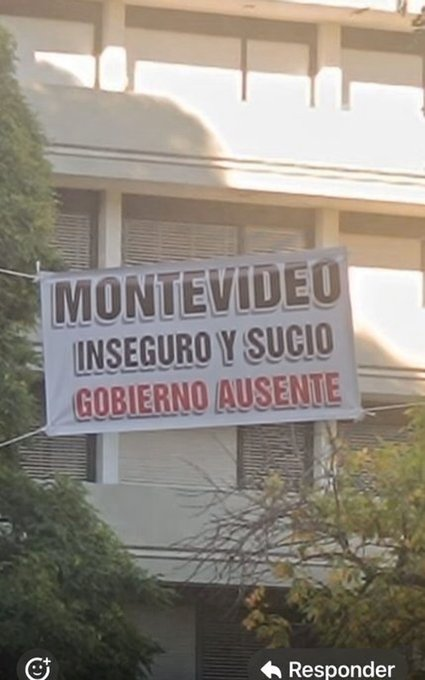 MONTEVIDEO
INSEGURO Y SUCIO
GOBIERNO AUSENTE
Responder